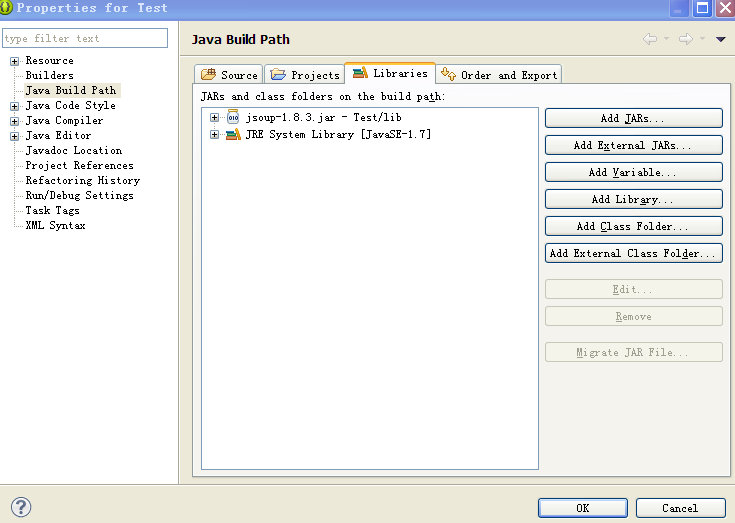 Properties for Test
type filter text
Resource
Builders
Java Build Path
Java Code Style
Java Compiler
Java Editor
Javadoc Location
Project References
Refactoring History
Run/Debug Settings
Task Tags
XML Syntax
Java Build Path
Source Projects Libraries Order and Export
JARs and class folders on the build path:
jsoup-1.8.3.jar - Test/lib
JRE System Library [JavaSE-1.7]
Add JARs...
Add External JARs...
Add Variable...
Add Library...
Add Class Folder...
Add External Class Folder...
Edit...
Remove
Migrate JAR File...
OK Cancel